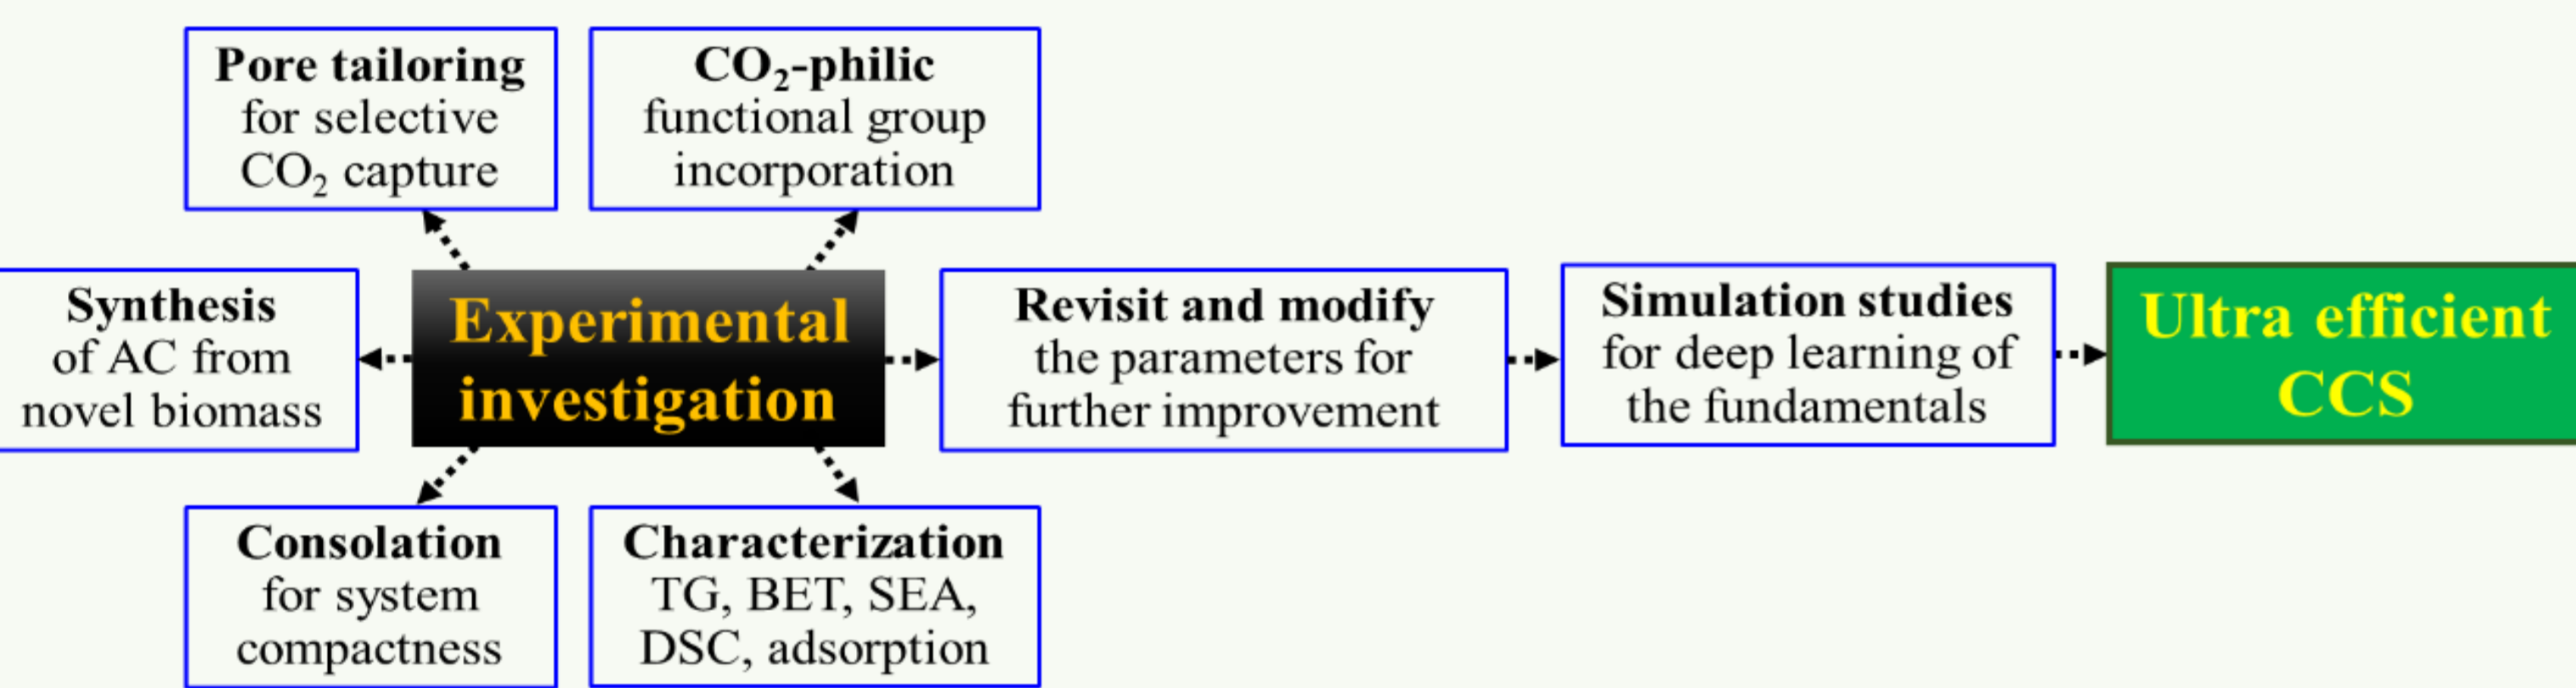 Pore tailoring
for selective
CO₂ capture
CO₂-philic
functional group
incorporation
Synthesis
of AC from
novel biomass
Experimental
investigation
Revisit and modify
the parameters for
further improvement
Simulation studies
for deep learning of
the fundamentals
Ultra efficient
CCS
Consolation
for system
compactness
Characterization
TG, BET, SEA,
DSC, adsorption